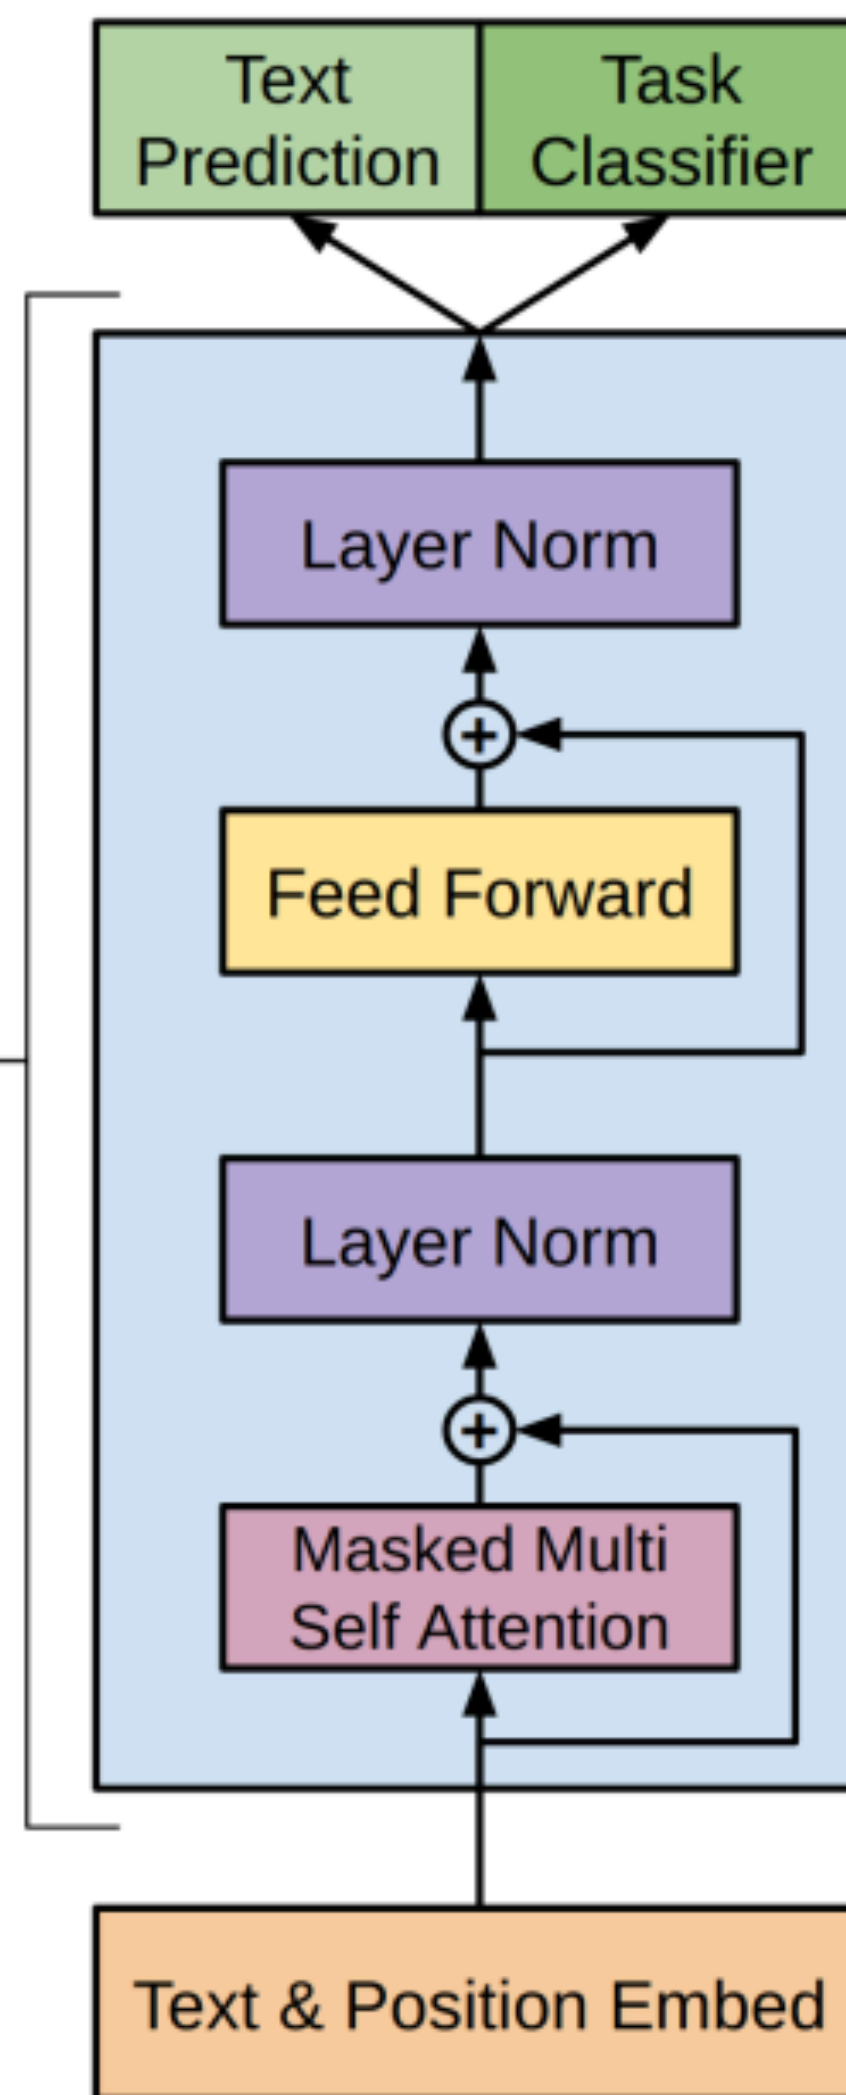 Text
Prediction
Task
Classifier
Layer Norm
+
Feed Forward
Layer Norm
+
Masked Multi
Self Attention
Text & Position Embed